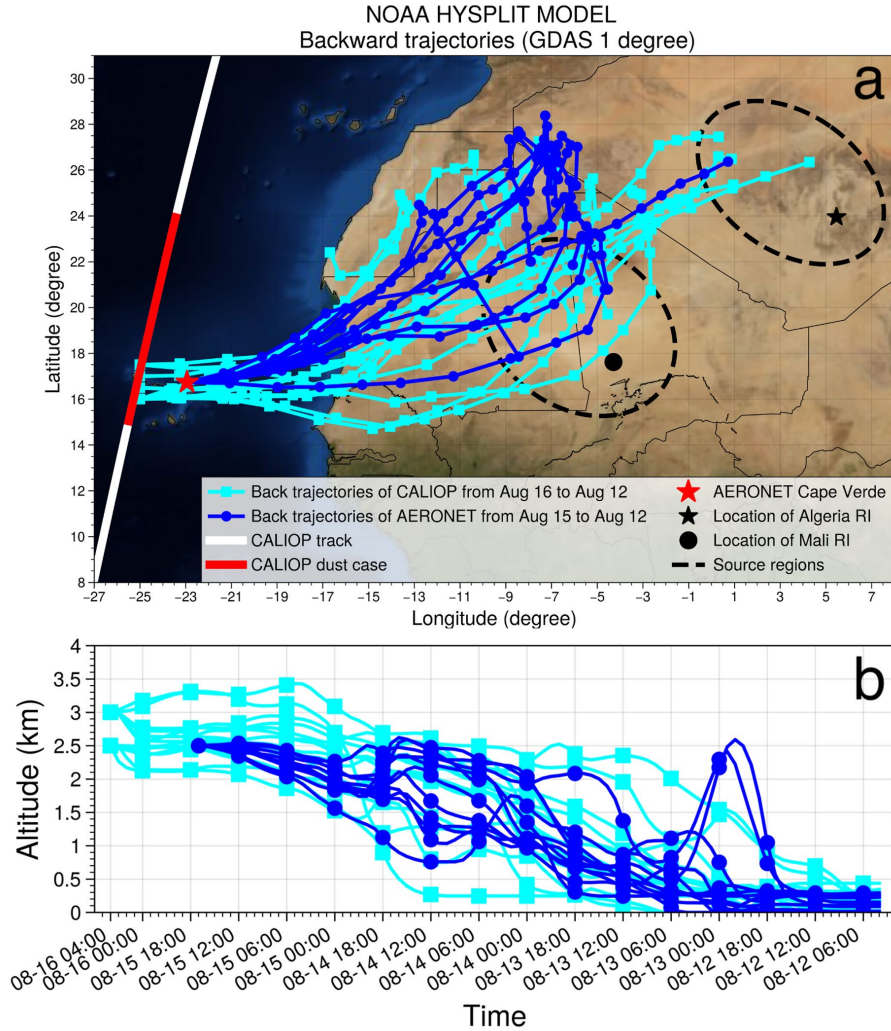 NOAA HYSPLIT MODEL
Backward trajectories (GDAS 1 degree)
a
30
28
26
24
22
20
18
16
14
12
10
8
Latitude (degree)
Back trajectories of CALIOP from Aug 16 to Aug 12
Back trajectories of AERONET from Aug 15 to Aug 12
CALIOP track
CALIOP dust case
AERONET Cape Verde
Location of Algeria RI
Location of Mali RI
Source regions
−27 −25 −23 −21 −19 −17 −15 −13 −11 −9 −7 −5 −3 −1 1 3 5 7
Longitude (degree)
b
4
3.5
3
2.5
2
1.5
1
0.5
0
Altitude (km)
08-16 04:00 08-16 00:00 08-15 18:00 08-15 12:00 08-15 06:00 08-15 00:00 08-14 18:00 08-14 12:00 08-14 06:00 08-14 00:00 08-13 18:00 08-13 12:00 08-13 06:00 08-13 00:00 08-12 18:00 08-12 12:00 08-12 06:00
Time